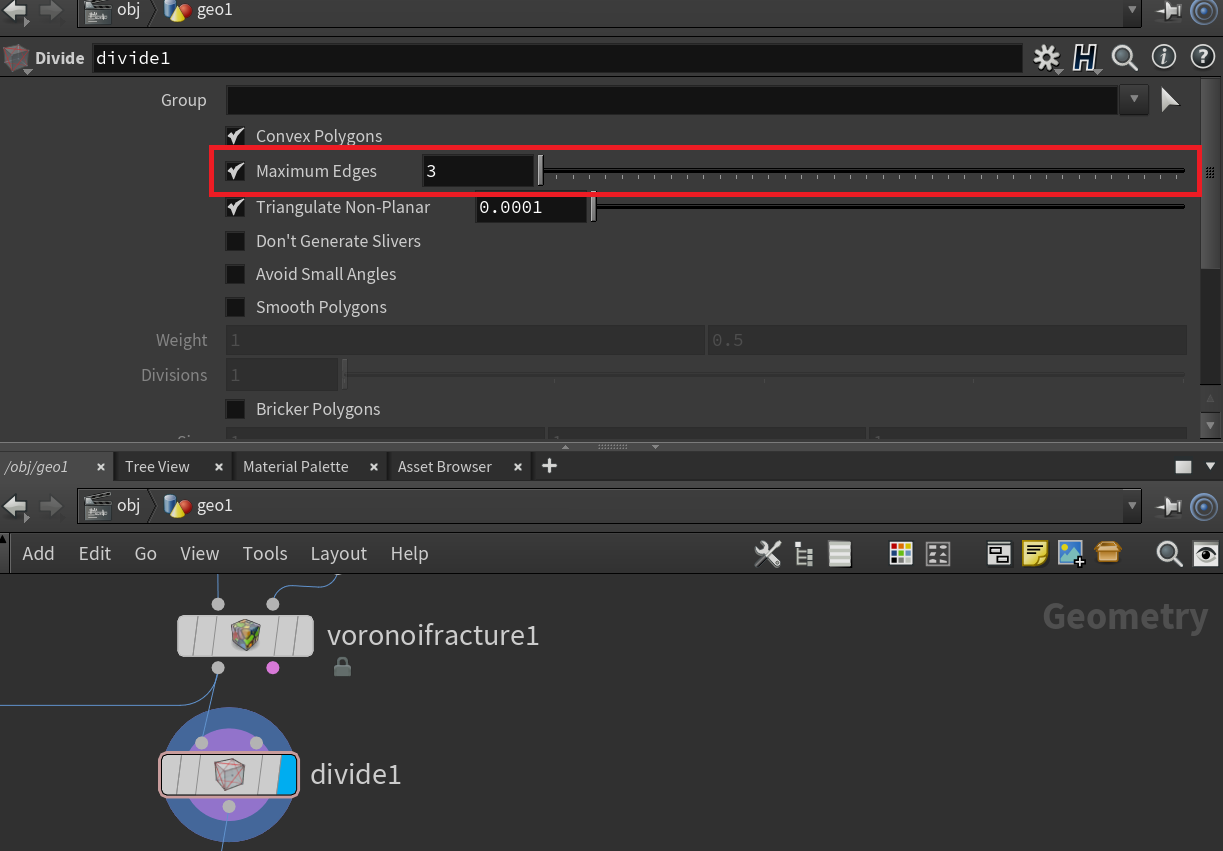 obj geo1
Divide divide1
Group
Convex Polygons
Maximum Edges 3
Triangulate Non-Planar 0.0001
Don't Generate Slivers
Avoid Small Angles
Smooth Polygons
Weight 1 0.5
Divisions 1
Bricker Polygons
/obj/geo1 Tree View Material Palette Asset Browser
obj geo1
Add Edit Go View Tools Layout Help
Geometry
voronoifracture1
divide1